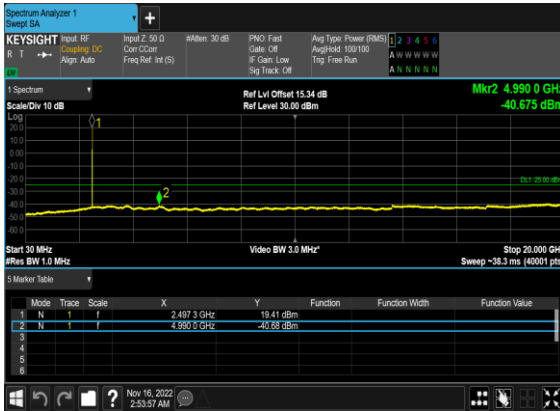 Spectrum Analyzer 1
Swept SA
+
KEYSIGHT Input: RF Input Z: 50 Ω #Atten: 30 dB PNO: Fast Avg Type: Power (RMS) 1 2 3 4 5 6
R T Coupling: DC Corr CCorr Gate: Off Avg|Hold: 100/100 A W W W W W
Align: Auto Freq Ref: Int (S) IF Gain: Low Trig: Free Run
Sig Track: Off A N N N N N
1 Spectrum Ref Lvl Offset 15.34 dB Mkr2 4.990 0 GHz
Scale/Div 10 dB Ref Level 30.00 dBm -40.675 dBm
Log
20.0
10.0
0.00
-10.0
-20.0
-30.0
-40.0
-50.0
-60.0
1
2
DL1 -25.00 dBm
Start 30 MHz Video BW 3.0 MHz* Stop 20.000 GHz
#Res BW 1.0 MHz Sweep ~38.3 ms (40001 pts)
5 Marker Table
Mode Trace Scale X Y Function Function Width Function Value
1 N 1 f 2.497 3 GHz 19.41 dBm
2 N 1 f 4.990 0 GHz -40.68 dBm
3
4
5
6
? Nov 16, 2022
2:53:57 AM